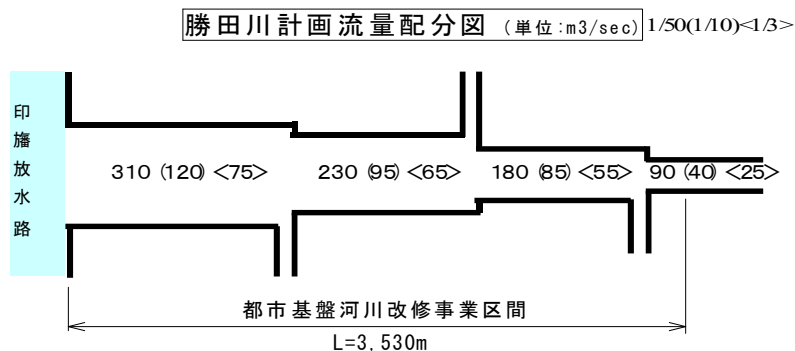 勝田川計画流量配分図 (単位:m3/sec) 1/50(1/10)<1/3>
印旛放水路
310 (120) <75> 230 (95) <65> 180 (85) <55> 90 (40) <25>
都市基盤河川改修事業区間
L=3,530m